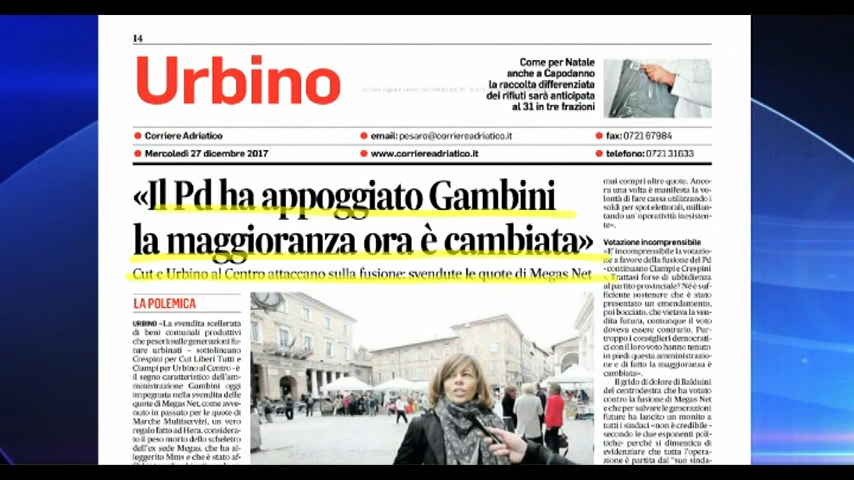 14
Urbino
Come per Natale
anche a Capodanno
la raccolta differenziata
dei rifiuti sarà anticipata
al 31 in tre frazioni
Corriere Adriatico
email: pesaro@corriereadriatico.it
fax: 0721 67984
Mercoledì 27 dicembre 2017
www.corriereadriatico.it
telefono: 0721 31633
«Il Pd ha appoggiato Gambini
la maggioranza ora è cambiata»
Cut e Urbino al Centro attaccano sulla fusione: svendute le quote di Megas Net
LA POLEMICA
URBINO «La svendita scellerata
di beni comunali produttivi
che peserà sulle generazioni fu-
ture urbinati – sottolineano
Crespini per Cut Liberi Tutti e
Ciampi per Urbino al Centro - è
il segno caratteristico dell'am-
ministrazione Gambini oggi
impegnata nella svendita delle
quote di Megas Net, come avve-
nuto in passato per le quote di
Marche Multiservizi, un vero
regalo fatto ad Hera, considera-
to il peso morto dello scheletro
dell'ex sede Megas, che ha al-
leggerito Mms e che è stato af-
mai compri altre quote. Anco-
ra una volta è manifesta la vo-
lontà di fare cassa utilizzando i
soldi per spot elettorali, millan-
tando un' operatività inesisten-
te».
Votazione incomprensibile
«E' incomprensibile la votazio-
ne a favore della fusione del Pd
-continuano Ciampi e Crespini
-. Trattasi forse di ubbidienza
al partito provinciale? Né è suf-
ficiente sostenere che è stato
presentato un emendamento,
poi bocciato, che vietava la ven-
dita futura, comunque il voto
doveva essere contrario. Pur-
troppo i consiglieri democrati-
ci con il loro voto hanno tenuto
in piedi questa amministrazio-
ne e di fatto la maggioranza è
cambiata».
Il grido di dolore di Balduini
del centrodestra che ha votato
contro la fusione di Megas Net
e che per salvare le generazioni
future ha lanciato un monito a
tutti i sindaci «non è credibile -
secondo le due esponenti poli-
tiche- perché si dimentica di
evidenziare che tutta l'opera-
zione è partita dal "suo sinda-